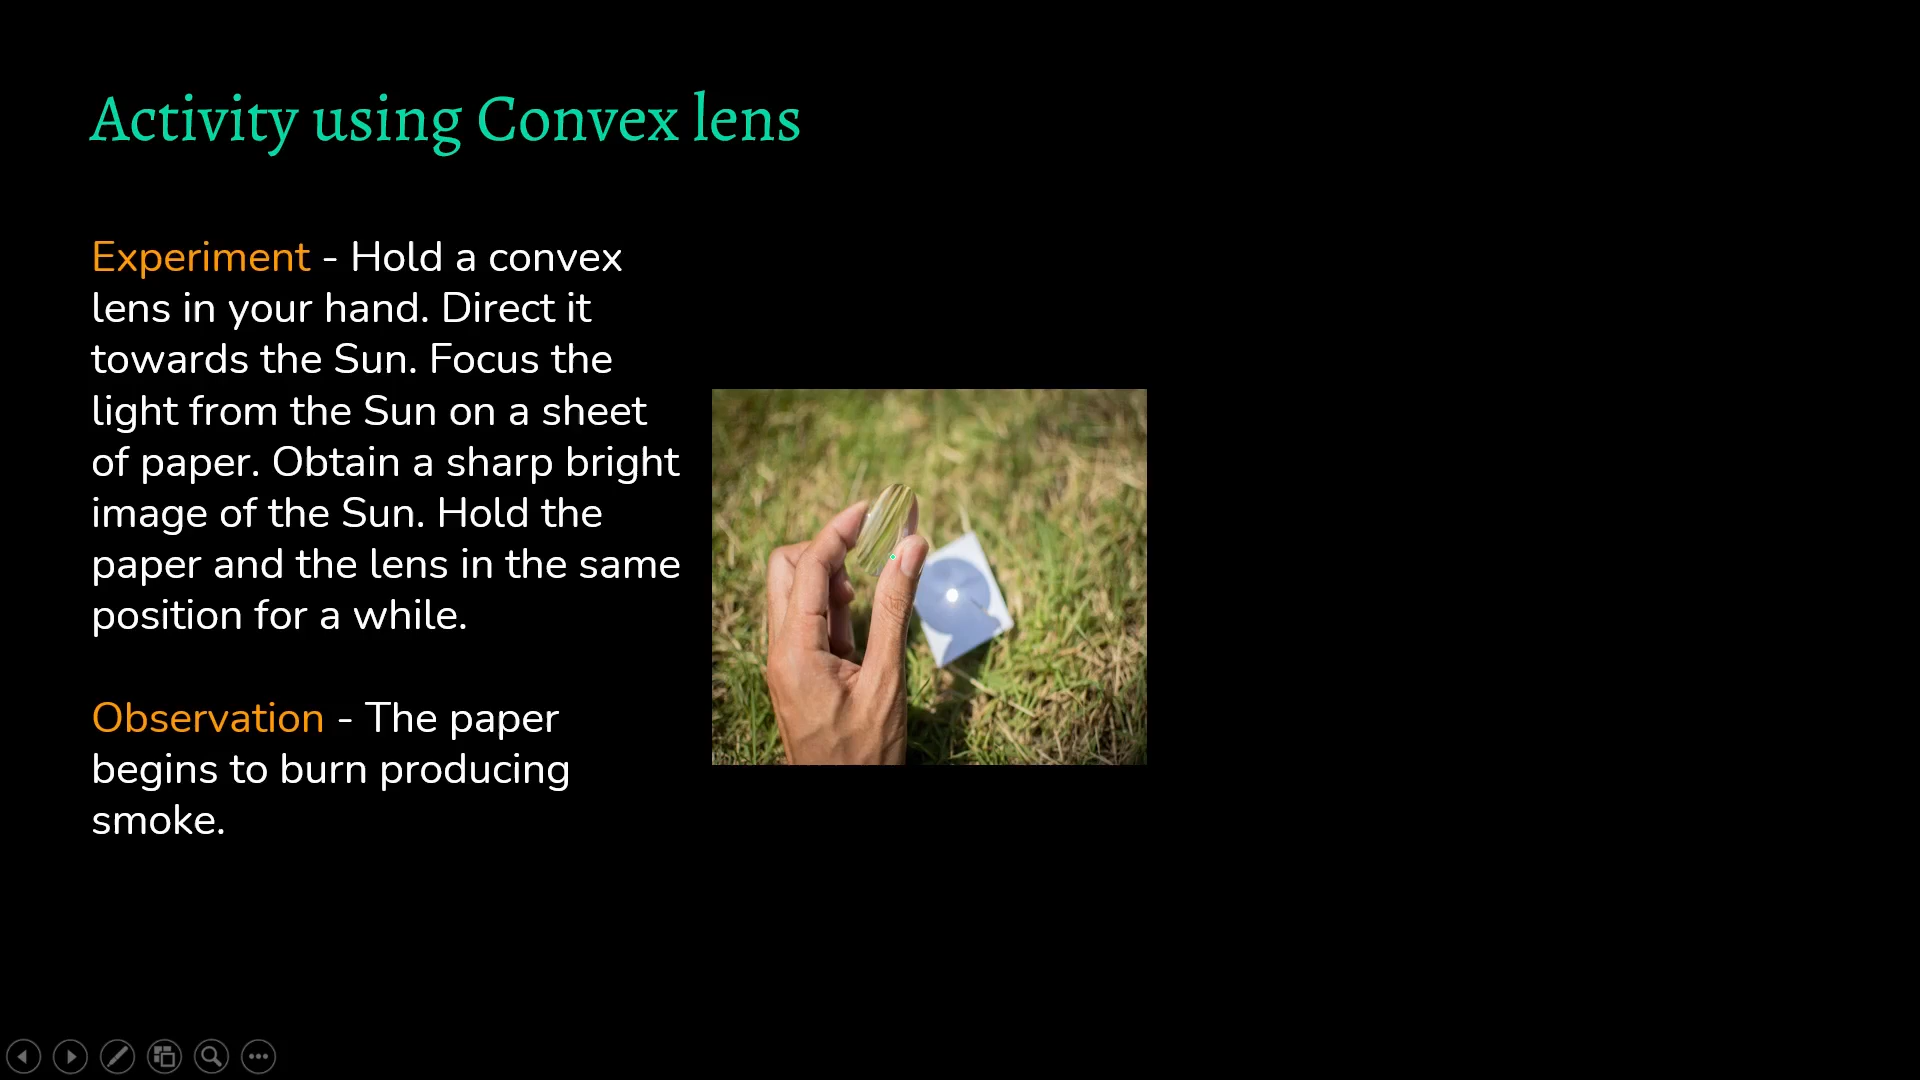 Activity using Convex lens
Experiment - Hold a convex
lens in your hand. Direct it
towards the Sun. Focus the
light from the Sun on a sheet
of paper. Obtain a sharp bright
image of the Sun. Hold the
paper and the lens in the same
position for a while.
Observation - The paper
begins to burn producing
smoke.